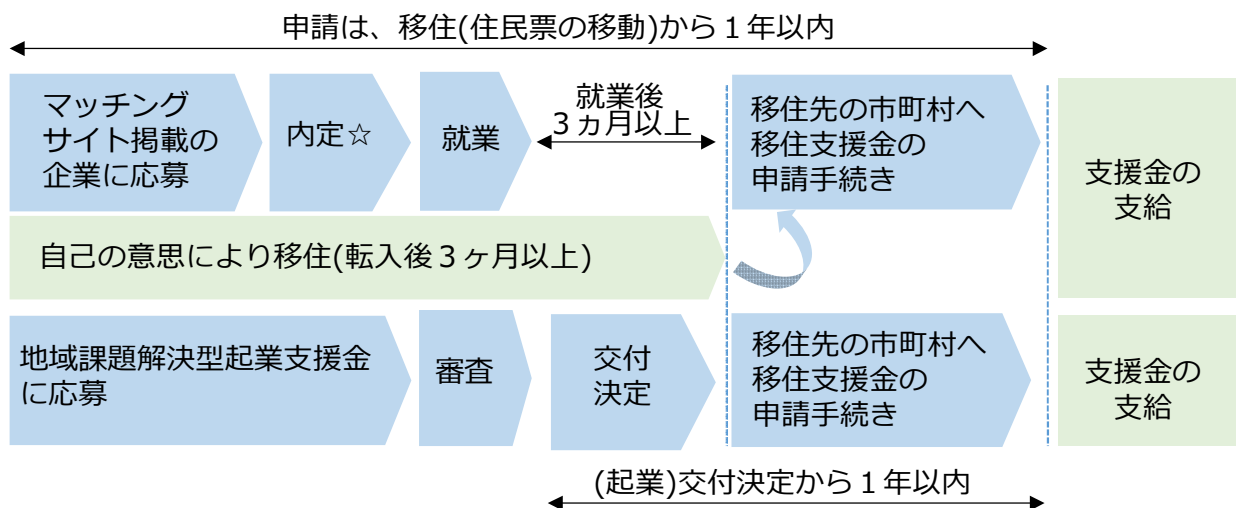 申請は、移住(住民票の移動)から１年以内
マッチング
サイト掲載の
企業に応募
内定☆
就業
就業後
３ヵ月以上
移住先の市町村へ
移住支援金の
申請手続き
支援金の
支給
自己の意思により移住(転入後３ヶ月以上)
地域課題解決型起業支援金
に応募
審査
交付
決定
移住先の市町村へ
移住支援金の
申請手続き
支援金の
支給
(起業)交付決定から１年以内